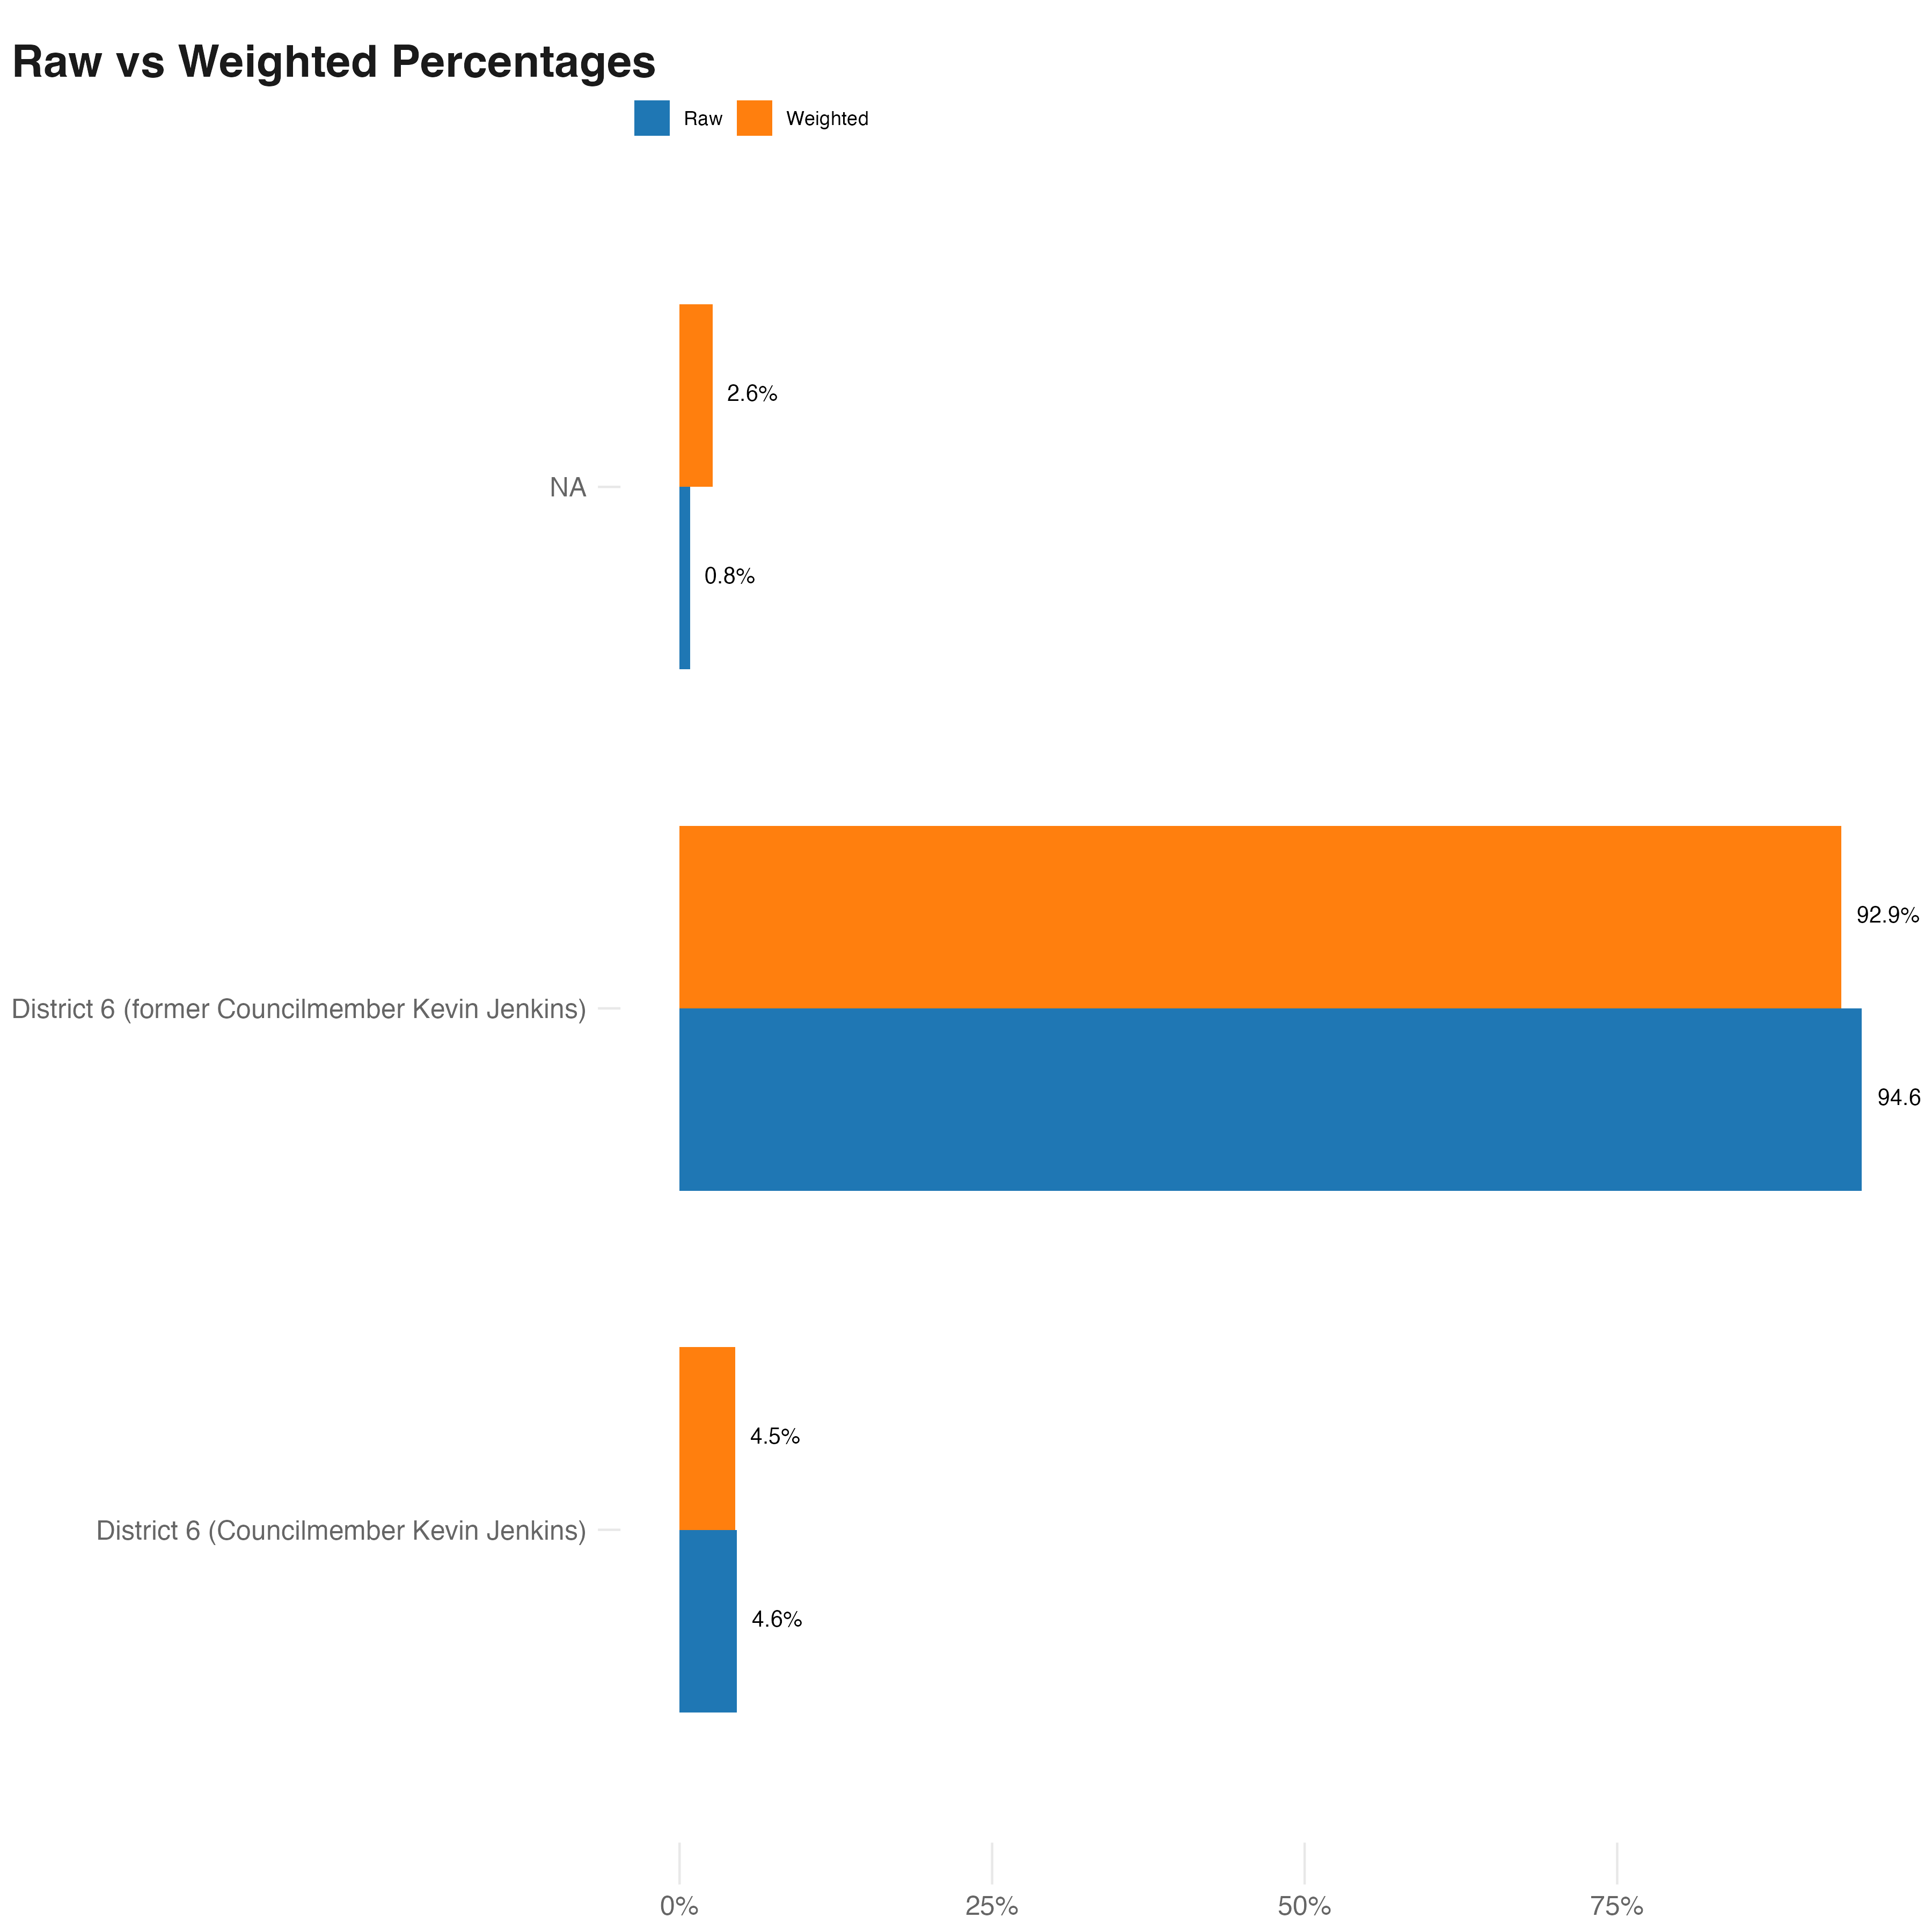 Raw vs Weighted Percentages
Raw Weighted
2.6%
NA
0.8%
92.9%
District 6 (former Councilmember Kevin Jenkins)
94.6
4.5%
District 6 (Councilmember Kevin Jenkins)
4.6%
0% 25% 50% 75%